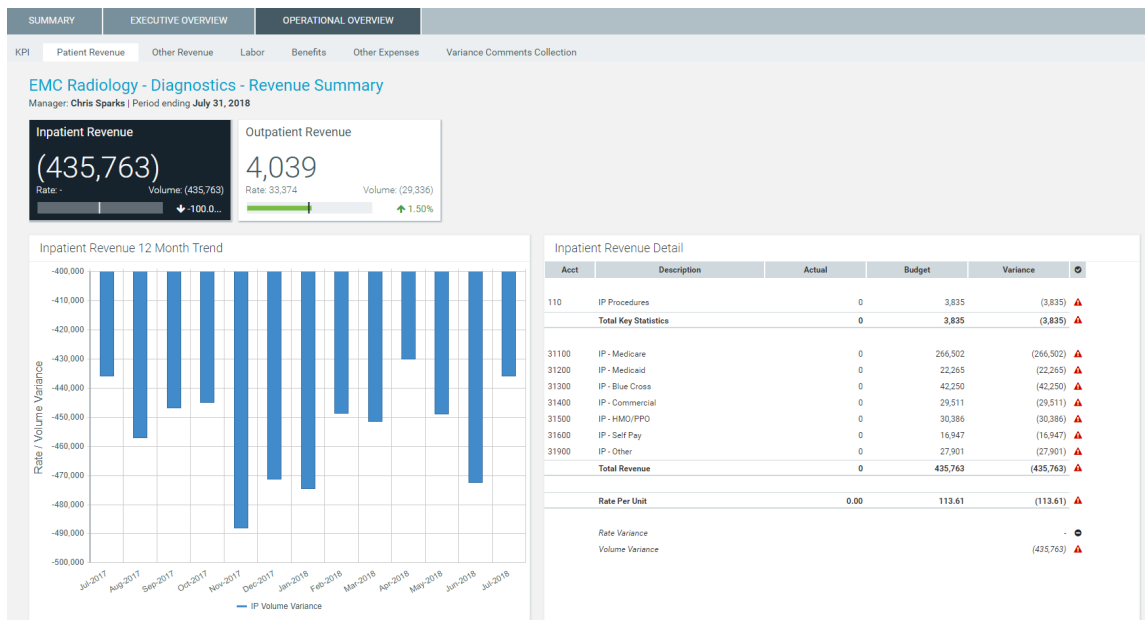 SUMMARY EXECUTIVE OVERVIEW OPERATIONAL OVERVIEW
KPI Patient Revenue Other Revenue Labor Benefits Other Expenses Variance Comments Collection
EMC Radiology - Diagnostics - Revenue Summary
Manager: Chris Sparks | Period ending July 31, 2018
Inpatient Revenue
(435,763)
Rate: - Volume: (435,763)
-100.0...
Outpatient Revenue
4,039
Rate: 33,374 Volume: (29,336)
1.50%
Inpatient Revenue 12 Month Trend
Rate / Volume Variance
-400,000
-410,000
-420,000
-430,000
-440,000
-450,000
-460,000
-470,000
-480,000
-490,000
-500,000
Jul-2017 Aug-2017 Sep-2017 Oct-2017 Nov-2017 Dec-2017 Jan-2018 Feb-2018 Mar-2018 Apr-2018 May-2018 Jun-2018 Jul-2018
IP Volume Variance
Inpatient Revenue Detail
Acct Description Actual Budget Variance
110 IP Procedures 0 3,835 (3,835)
Total Key Statistics 0 3,835 (3,835)
31100 IP - Medicare 0 266,502 (266,502)
31200 IP - Medicaid 0 22,265 (22,265)
31300 IP - Blue Cross 0 42,250 (42,250)
31400 IP - Commercial 0 29,511 (29,511)
31500 IP - HMO/PPO 0 30,386 (30,386)
31600 IP - Self Pay 0 16,947 (16,947)
31900 IP - Other 0 27,901 (27,901)
Total Revenue 0 435,763 (435,763)
Rate Per Unit 0.00 113.61 (113.61)
Rate Variance -
Volume Variance (435,763)